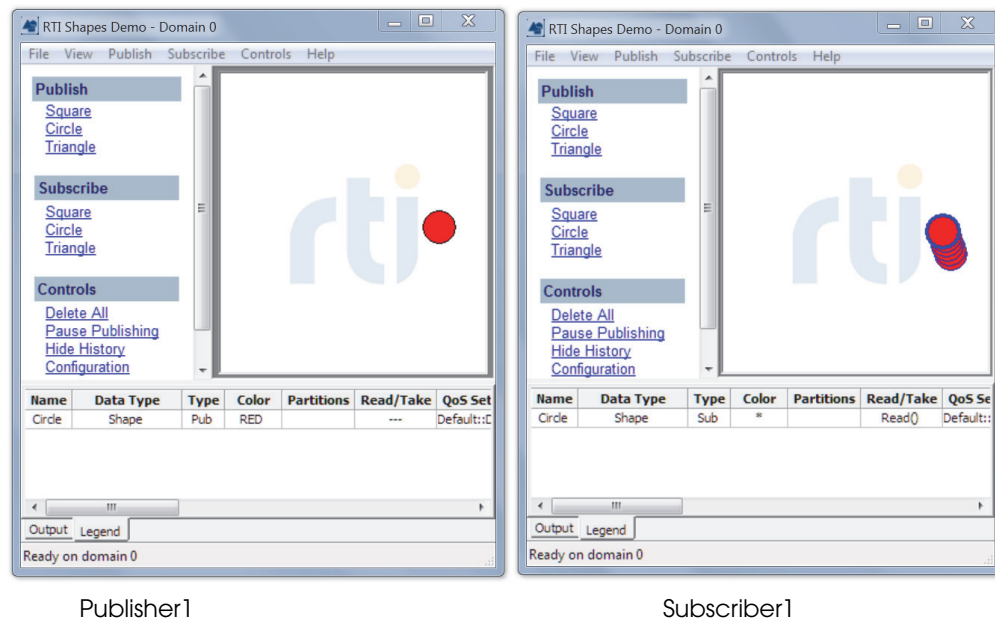 RTI Shapes Demo - Domain 0
File View Publish Subscribe Controls Help
Publish
Square
Circle
Triangle
Subscribe
Square
Circle
Triangle
Controls
Delete All
Pause Publishing
Hide History
Configuration
rti
Name Data Type Type Color Partitions Read/Take QoS Set
Circle Shape Pub RED --- Default::D
Output Legend
Ready on domain 0
Publisher1
RTI Shapes Demo - Domain 0
File View Publish Subscribe Controls Help
Publish
Square
Circle
Triangle
Subscribe
Square
Circle
Triangle
Controls
Delete All
Pause Publishing
Hide History
Configuration
rti
Name Data Type Type Color Partitions Read/Take QoS Se
Circle Shape Sub * Read() Default::
Output Legend
Ready on domain 0
Subscriber1